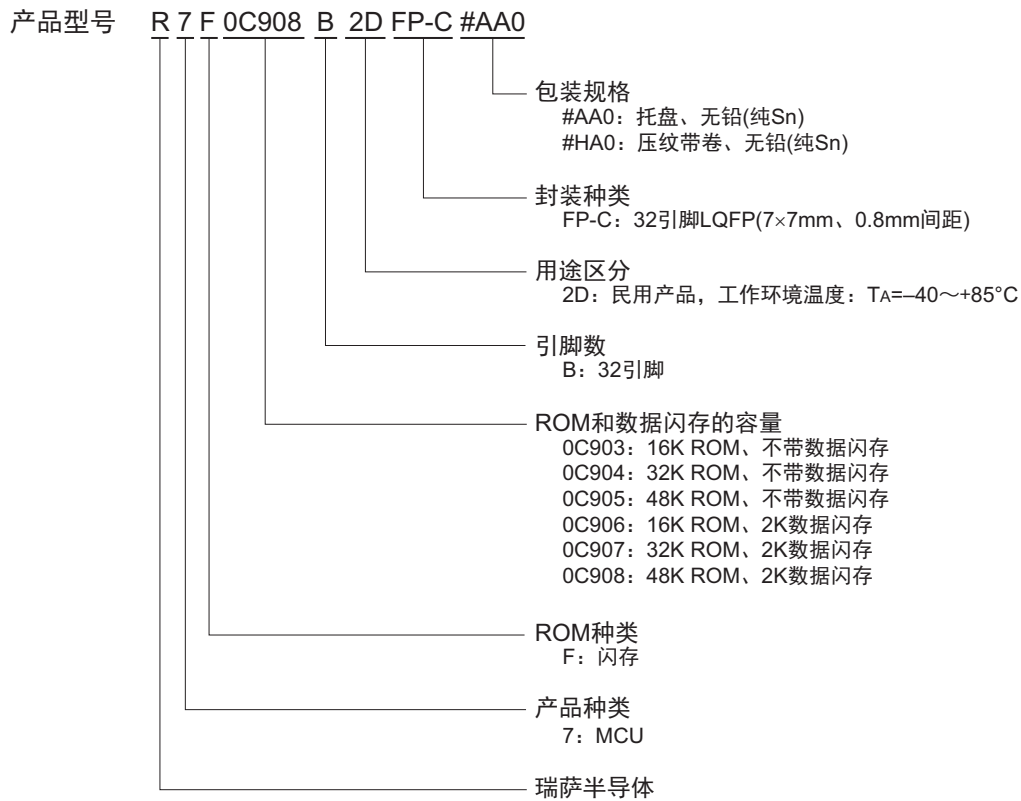 产品型号 R 7 F 0C908 B 2D FP-C #AA0
包装规格
#AA0：托盘、无铅(纯Sn)
#HA0：压纹带卷、无铅(纯Sn)
封装种类
FP-C：32引脚LQFP(7×7mm、0.8mm间距)
用途区分
2D：民用产品，工作环境温度：TA=–40～+85°C
引脚数
B：32引脚
ROM和数据闪存的容量
0C903：16K ROM、不带数据闪存
0C904：32K ROM、不带数据闪存
0C905：48K ROM、不带数据闪存
0C906：16K ROM、2K数据闪存
0C907：32K ROM、2K数据闪存
0C908：48K ROM、2K数据闪存
ROM种类
F：闪存
产品种类
7：MCU
瑞萨半导体